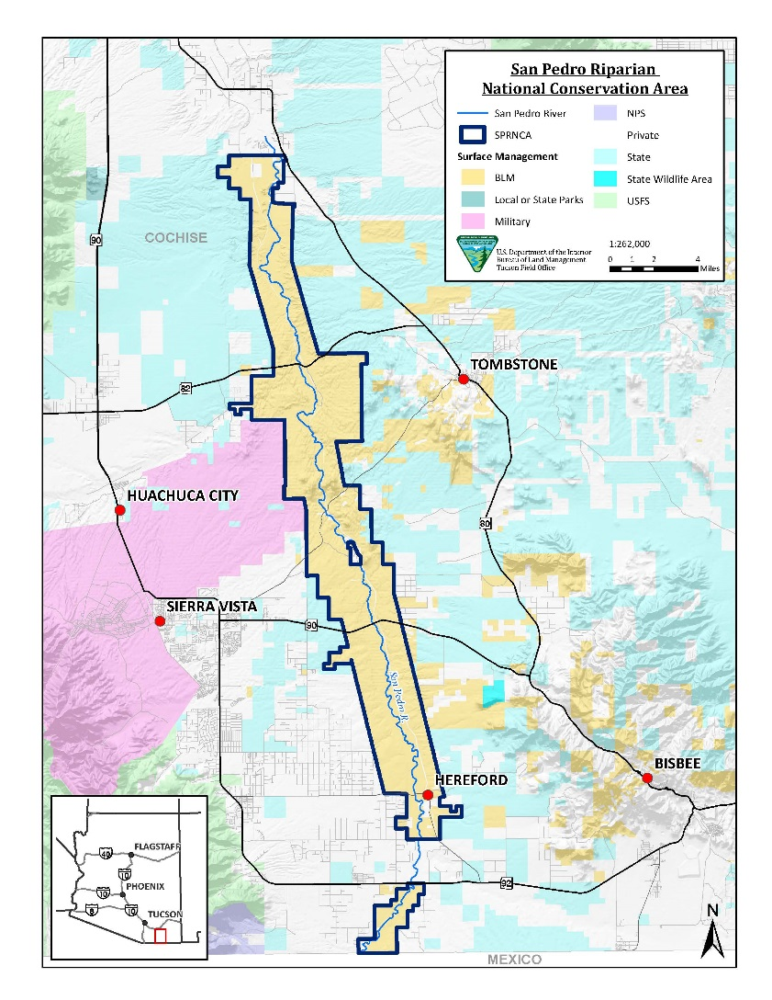 San Pedro Riparian
National Conservation Area
San Pedro River
SPRNCA
Surface Management
BLM
Local or State Parks
Military
NPS
Private
State
State Wildlife Area
USFS
U.S. Department of the Interior
Bureau of Land Management
Tucson Field Office
1:262,000
0 1 2 4
Miles
COCHISE
90
82
TOMBSTONE
HUACHUCA CITY
80
SIERRA VISTA
90
San Pedro R.
BISBEE
HEREFORD
92
FLAGSTAFF
40
10
PHOENIX
10
8
10
TUCSON
N
MEXICO